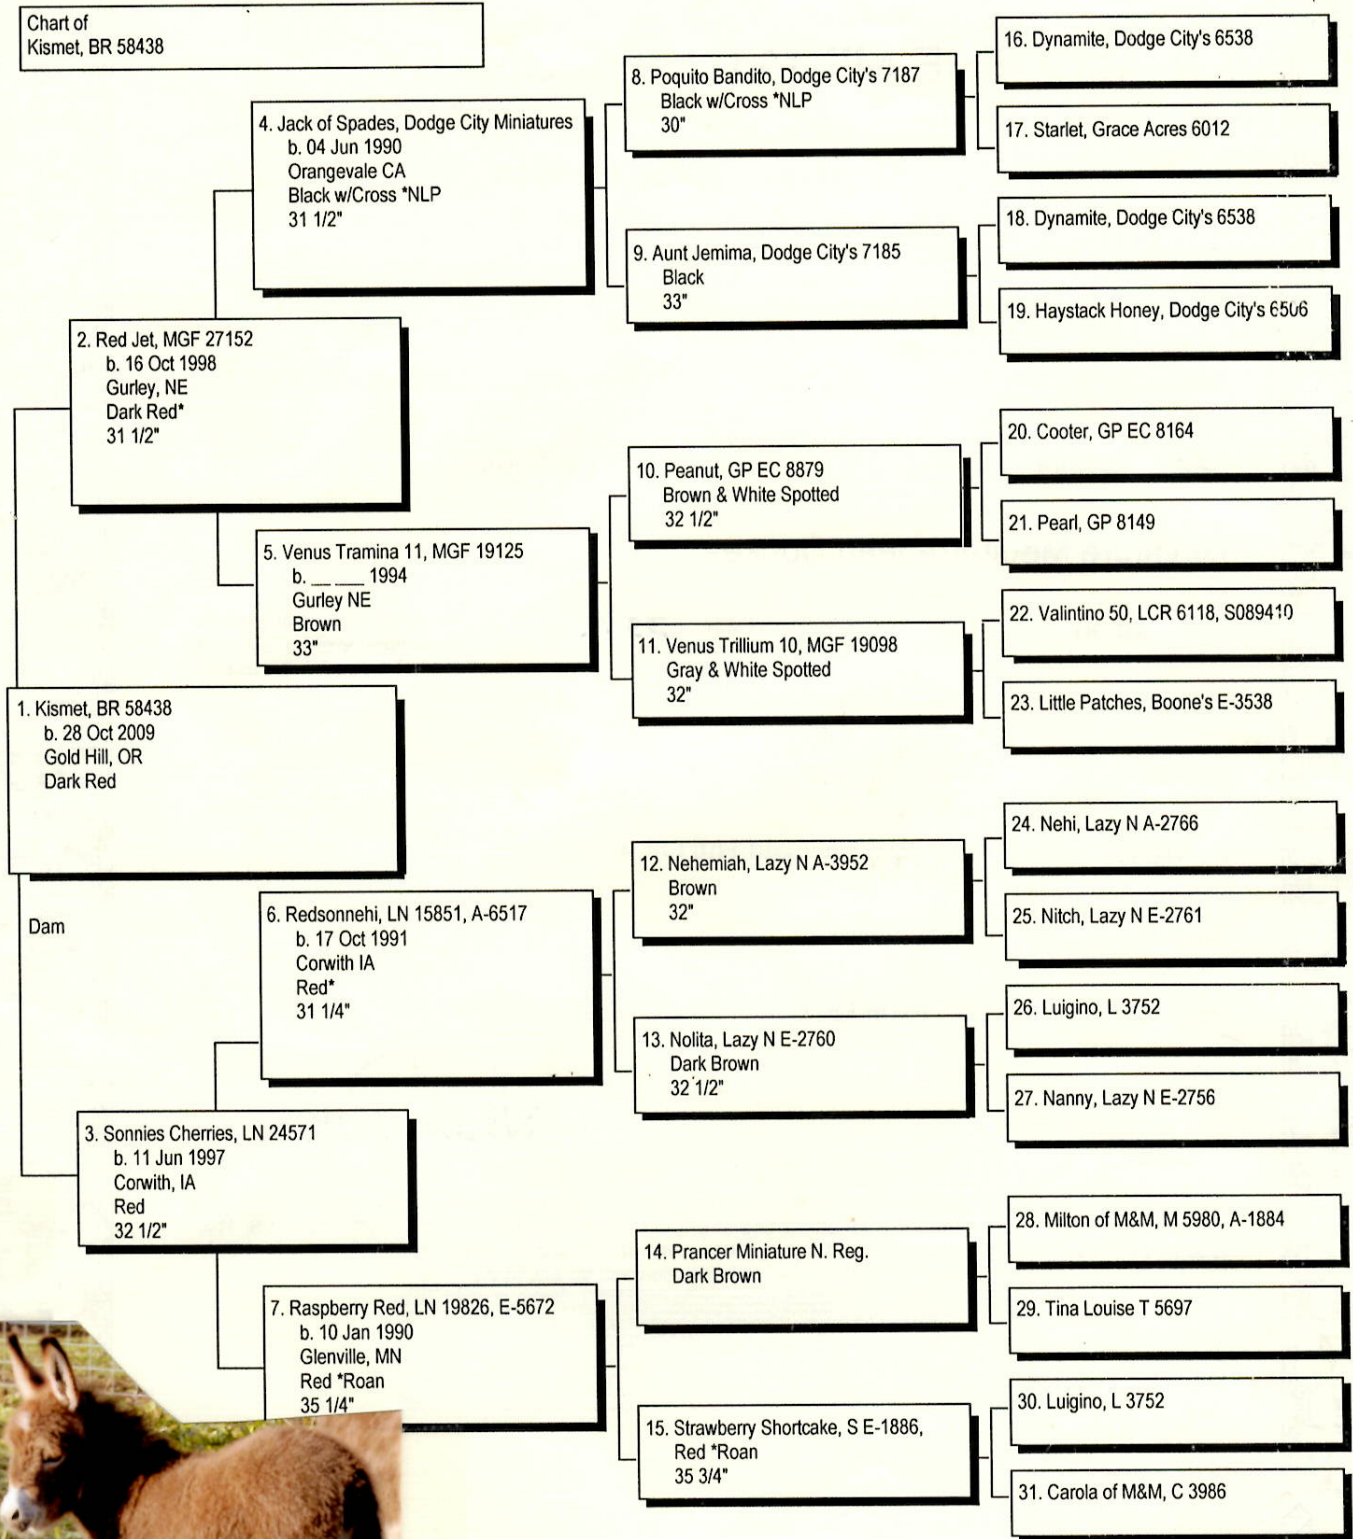 Chart of
Kismet, BR 58438
1. Kismet, BR 58438
b. 28 Oct 2009
Gold Hill, OR
Dark Red
Dam
2. Red Jet, MGF 27152
b. 16 Oct 1998
Gurley, NE
Dark Red*
31 1/2"
3. Sonnies Cherries, LN 24571
b. 11 Jun 1997
Corwith, IA
Red
32 1/2"
4. Jack of Spades, Dodge City Miniatures
b. 04 Jun 1990
Orangevale CA
Black w/Cross *NLP
31 1/2"
5. Venus Tramina 11, MGF 19125
b. __ ___ 1994
Gurley NE
Brown
33"
6. Redsonnehi, LN 15851, A-6517
b. 17 Oct 1991
Corwith IA
Red*
31 1/4"
7. Raspberry Red, LN 19826, E-5672
b. 10 Jan 1990
Glenville, MN
Red *Roan
35 1/4"
8. Poquito Bandito, Dodge City's 7187
Black w/Cross *NLP
30"
9. Aunt Jemima, Dodge City's 7185
Black
33"
10. Peanut, GP EC 8879
Brown & White Spotted
32 1/2"
11. Venus Trillium 10, MGF 19098
Gray & White Spotted
32"
12. Nehemiah, Lazy N A-3952
Brown
32"
13. Nolita, Lazy N E-2760
Dark Brown
32 1/2"
14. Prancer Miniature N. Reg.
Dark Brown
15. Strawberry Shortcake, S E-1886,
Red *Roan
35 3/4"
16. Dynamite, Dodge City's 6538
17. Starlet, Grace Acres 6012
18. Dynamite, Dodge City's 6538
19. Haystack Honey, Dodge City's 6506
20. Cooter, GP EC 8164
21. Pearl, GP 8149
22. Valintino 50, LCR 6118, S089410
23. Little Patches, Boone's E-3538
24. Nehi, Lazy N A-2766
25. Nitch, Lazy N E-2761
26. Luigino, L 3752
27. Nanny, Lazy N E-2756
28. Milton of M&M, M 5980, A-1884
29. Tina Louise T 5697
30. Luigino, L 3752
31. Carola of M&M, C 3986